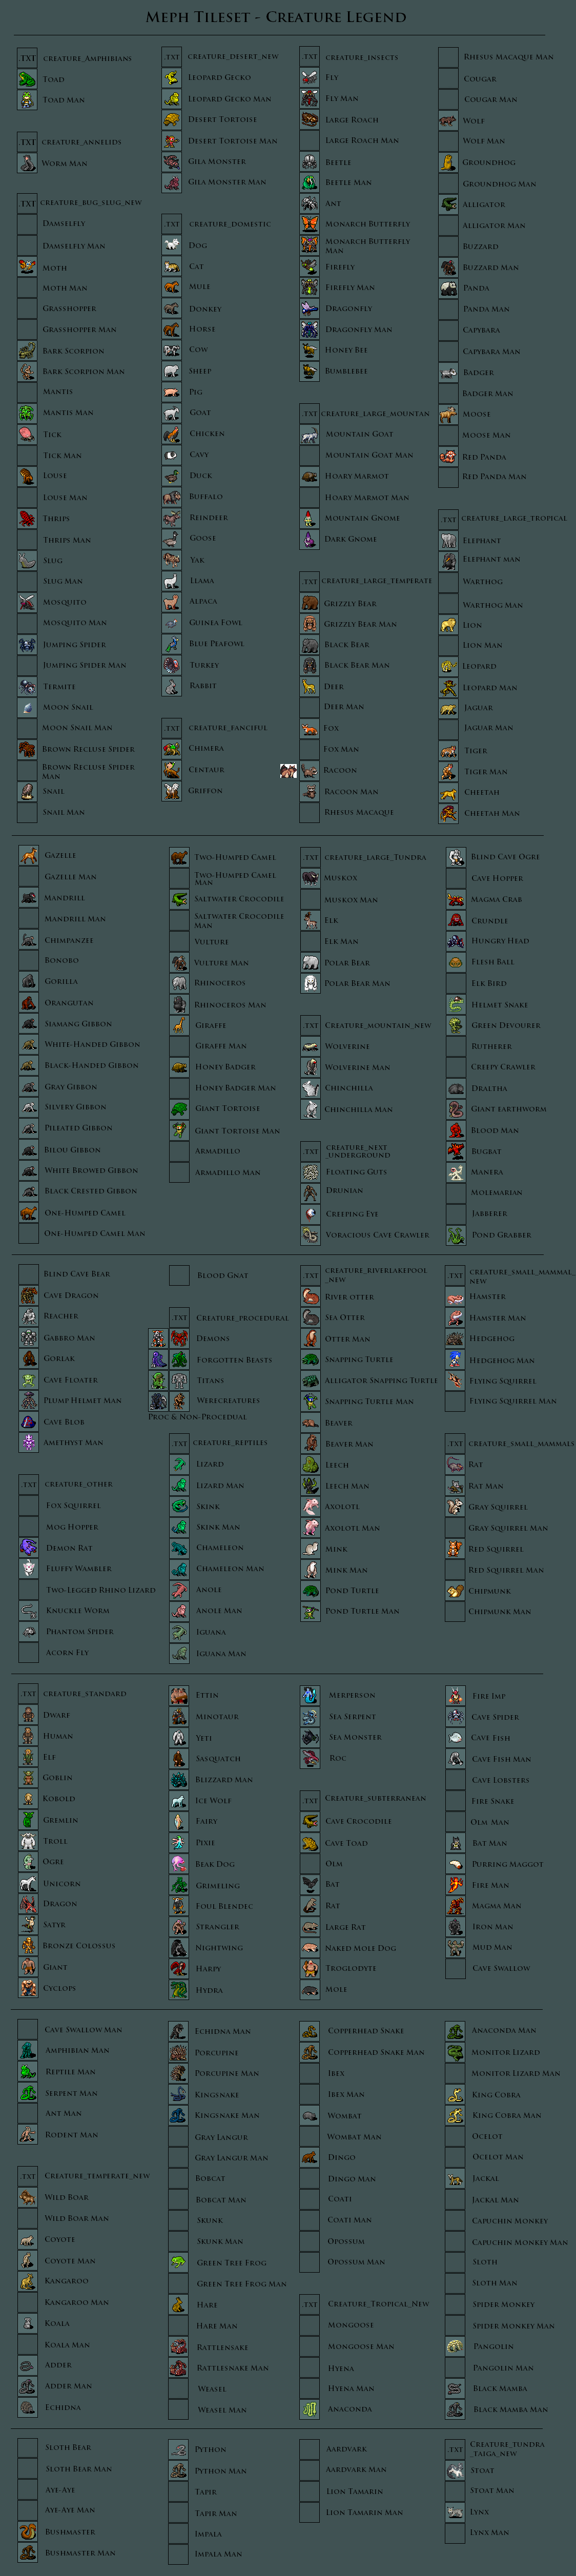 Meph Tileset - Creature Legend
.TXT creature_Amphibians
Toad
Toad Man
.TXT creature_annelids
Worm Man
.TXT creature_bug_slug_new
Damselfly
Damselfly Man
Moth
Moth Man
Grasshopper
Grasshopper Man
Bark Scorpion
Bark Scorpion Man
Mantis
Mantis Man
Tick
Tick Man
Louse
Louse Man
Thrips
Thrips Man
Slug
Slug Man
Mosquito
Mosquito Man
Jumping Spider
Jumping Spider Man
Termite
Moon Snail
Moon Snail Man
Brown Recluse Spider
Brown Recluse Spider
Man
Snail
Snail Man
.TXT creature_desert_new
Leopard Gecko
Leopard Gecko Man
Desert Tortoise
Desert Tortoise Man
Gila Monster
Gila Monster Man
.TXT creature_domestic
Dog
Cat
Mule
Donkey
Horse
Cow
Sheep
Pig
Goat
Chicken
Cavy
Duck
Buffalo
Reindeer
Goose
Yak
Llama
Alpaca
Guinea Fowl
Blue Peafowl
Turkey
Rabbit
.TXT creature_fanciful
Chimera
Centaur
Griffon
.TXT creature_insects
Fly
Fly Man
Large Roach
Large Roach Man
Beetle
Beetle Man
Ant
Monarch Butterfly
Monarch Butterfly
Man
Firefly
Firefly Man
Dragonfly
Dragonfly Man
Honey Bee
Bumblebee
.TXT creature_large_mountan
Mountain Goat
Mountain Goat Man
Hoary Marmot
Hoary Marmot Man
Mountain Gnome
Dark Gnome
.TXT creature_large_temperate
Grizzly Bear
Grizzly Bear Man
Black Bear
Black Bear Man
Deer
Deer Man
Fox
Fox Man
Racoon
Racoon Man
Rhesus Macaque
Rhesus Macaque Man
Cougar
Cougar Man
Wolf
Wolf Man
Groundhog
Groundhog Man
Alligator
Alligator Man
Buzzard
Buzzard Man
Panda
Panda Man
Capybara
Capybara Man
Badger
Badger Man
Moose
Moose Man
Red Panda
Red Panda Man
.TXT creature_large_tropical
Elephant
Elephant man
Warthog
Warthog Man
Lion
Lion Man
Leopard
Leopard Man
Jaguar
Jaguar Man
Tiger
Tiger Man
Cheetah
Cheetah Man
Gazelle
Gazelle Man
Mandrill
Mandrill Man
Chimpanzee
Bonobo
Gorilla
Orangutan
Siamang Gibbon
White-Handed Gibbon
Black-Handed Gibbon
Gray Gibbon
Silvery Gibbon
Pileated Gibbon
Bilou Gibbon
White Browed Gibbon
Black Crested Gibbon
One-Humped Camel
One-Humped Camel Man
Two-Humped Camel
Two-Humped Camel
Man
Saltwater Crocodile
Saltwater Crocodile
Man
Vulture
Vulture Man
Rhinoceros
Rhinoceros Man
Giraffe
Giraffe Man
Honey Badger
Honey Badger Man
Giant Tortoise
Giant Tortoise Man
Armadillo
Armadillo Man
.TXT creature_large_Tundra
Muskox
Muskox Man
Elk
Elk Man
Polar Bear
Polar Bear Man
.TXT Creature_mountain_new
Wolverine
Wolverine Man
Chinchilla
Chinchilla Man
.TXT creature_next
_underground
Floating Guts
Drunian
Creeping Eye
Voracious Cave Crawler
Blind Cave Ogre
Cave Hopper
Magma Crab
Crundle
Hungry Head
Flesh Ball
Elk Bird
Helmet Snake
Green Devourer
Rutherer
Creepy Crawler
Draltha
Giant earthworm
Blood Man
Bugbat
Manera
Molemarian
Jabberer
Pond Grabber
Blind Cave Bear
Cave Dragon
Reacher
Gabbro Man
Gorlak
Cave Floater
Plump Helmet Man
Cave Blob
Amethyst Man
.TXT creature_other
Fox Squirrel
Mog Hopper
Demon Rat
Fluffy Wambler
Two-Legged Rhino Lizard
Knuckle Worm
Phantom Spider
Acorn Fly
Blood Gnat
.TXT Creature_procedural
Demons
Forgotten Beasts
Titans
Werecreatures
Proc & Non-Procedual
.TXT creature_reptiles
Lizard
Lizard Man
Skink
Skink Man
Chameleon
Chameleon Man
Anole
Anole Man
Iguana
Iguana Man
.TXT creature_riverlakepool
_new
River otter
Sea Otter
Otter Man
Snapping Turtle
Alligator Snapping Turtle
Snapping Turtle Man
Beaver
Beaver Man
Leech
Leech Man
Axolotl
Axolotl Man
Mink
Mink Man
Pond Turtle
Pond Turtle Man
.TXT creature_small_mammal_
new
Hamster
Hamster Man
Hedgehog
Hedgehog Man
Flying Squirrel
Flying Squirrel Man
.TXT creature_small_mammals
Rat
Rat Man
Gray Squirrel
Gray Squirrel Man
Red Squirrel
Red Squirrel Man
Chipmunk
Chipmunk Man
.TXT creature_standard
Dwarf
Human
Elf
Goblin
Kobold
Gremlin
Troll
Ogre
Unicorn
Dragon
Satyr
Bronze Colossus
Giant
Cyclops
Ettin
Minotaur
Yeti
Sasquatch
Blizzard Man
Ice Wolf
Fairy
Pixie
Beak Dog
Grimeling
Foul Blendec
Strangler
Nightwing
Harpy
Hydra
Merperson
Sea Serpent
Sea Monster
Roc
.TXT Creature_subterranean
Cave Crocodile
Cave Toad
Olm
Bat
Rat
Large Rat
Naked Mole Dog
Troglodyte
Mole
Fire Imp
Cave Spider
Cave Fish
Cave Fish Man
Cave Lobsters
Fire Snake
Olm Man
Bat Man
Purring Maggot
Fire Man
Magma Man
Iron Man
Mud Man
Cave Swallow
Cave Swallow Man
Amphibian Man
Reptile Man
Serpent Man
Ant Man
Rodent Man
.TXT Creature_temperate_new
Wild Boar
Wild Boar Man
Coyote
Coyote Man
Kangaroo
Kangaroo Man
Koala
Koala Man
Adder
Adder Man
Echidna
Echidna Man
Porcupine
Porcupine Man
Kingsnake
Kingsnake Man
Gray Langur
Gray Langur Man
Bobcat
Bobcat Man
Skunk
Skunk Man
Green Tree Frog
Green Tree Frog Man
Hare
Hare Man
Rattlensake
Rattlesnake Man
Weasel
Weasel Man
Copperhead Snake
Copperhead Snake Man
Ibex
Ibex Man
Wombat
Wombat Man
Dingo
Dingo Man
Coati
Coati Man
Opossum
Opossum Man
.TXT Creature_Tropical_New
Mongoose
Mongoose Man
Hyena
Hyena Man
Anaconda
Anaconda Man
Monitor Lizard
Monitor Lizard Man
King Cobra
King Cobra Man
Ocelot
Ocelot Man
Jackal
Jackal Man
Capuchin Monkey
Capuchin Monkey Man
Sloth
Sloth Man
Spider Monkey
Spider Monkey Man
Pangolin
Pangolin Man
Black Mamba
Black Mamba Man
Sloth Bear
Sloth Bear Man
Aye-Aye
Aye-Aye Man
Bushmaster
Bushmaster Man
Python
Python Man
Tapir
Tapir Man
Impala
Impala Man
Aardvark
Aardvark Man
Lion Tamarin
Lion Tamarin Man
.TXT Creature_tundra
_taiga_new
Stoat
Stoat Man
Lynx
Lynx Man